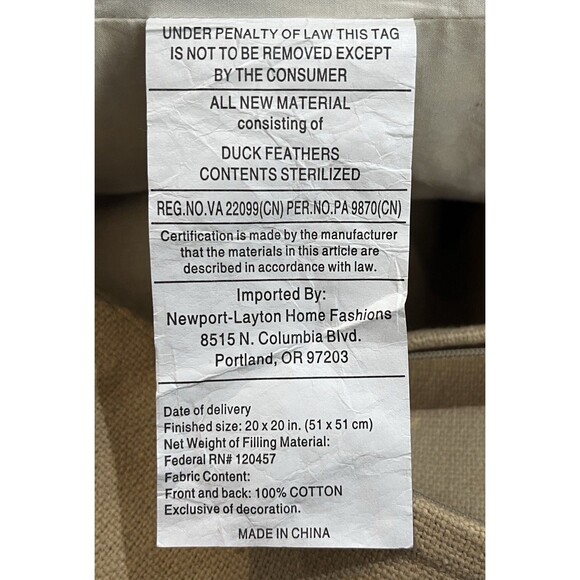 UNDER PENALTY OF LAW THIS TAG
IS NOT TO BE REMOVED EXCEPT
BY THE CONSUMER
ALL NEW MATERIAL
consisting of
DUCK FEATHERS
CONTENTS STERILIZED
REG.NO.VA 22099(CN) PER.NO.PA 9870(CN)
Certification is made by the manufacturer
that the materials in this article are
described in accordance with law.
Imported By:
Newport-Layton Home Fashions
8515 N. Columbia Blvd.
Portland, OR 97203
Date of delivery
Finished size: 20 x 20 in. (51 x 51 cm)
Net Weight of Filling Material:
Federal RN# 120457
Fabric Content:
Front and back: 100% COTTON
Exclusive of decoration.
MADE IN CHINA